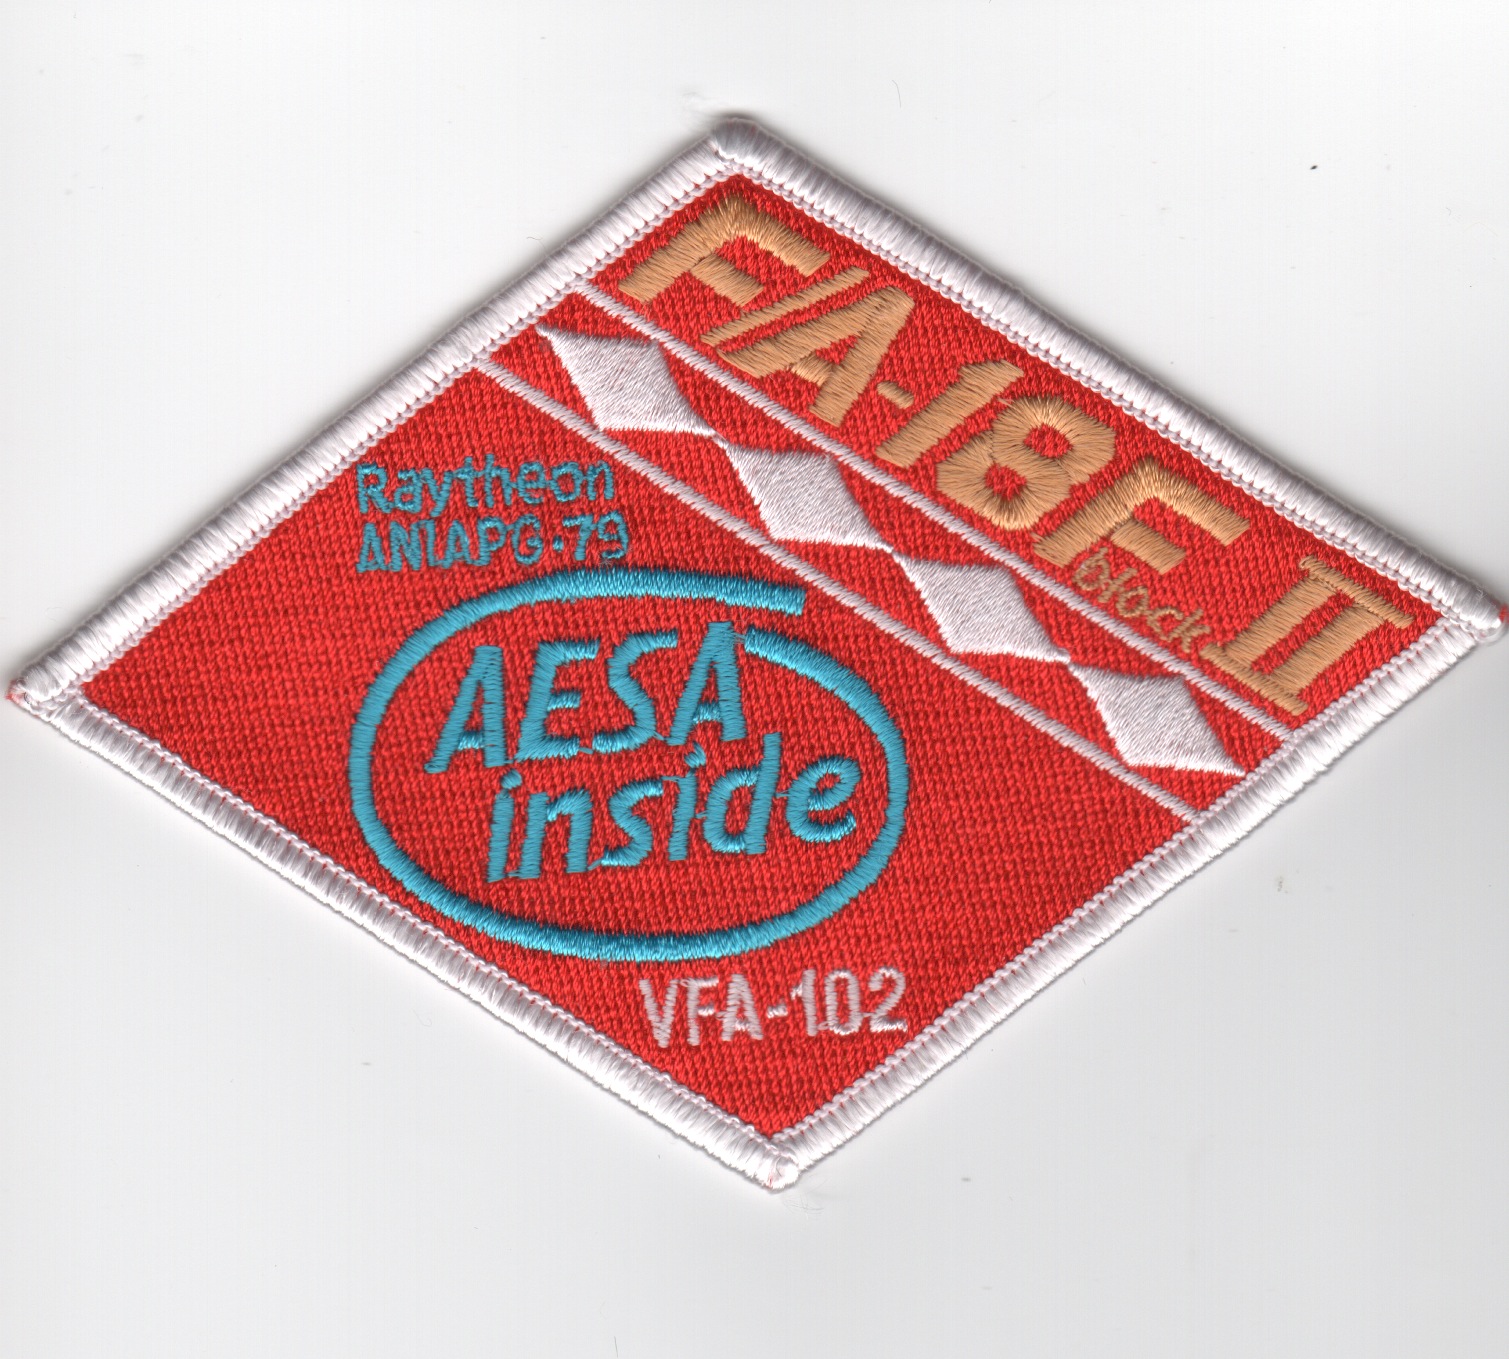 F/A-18F
block II
Raytheon
AN/APG-79
AESA
inside
VFA-102